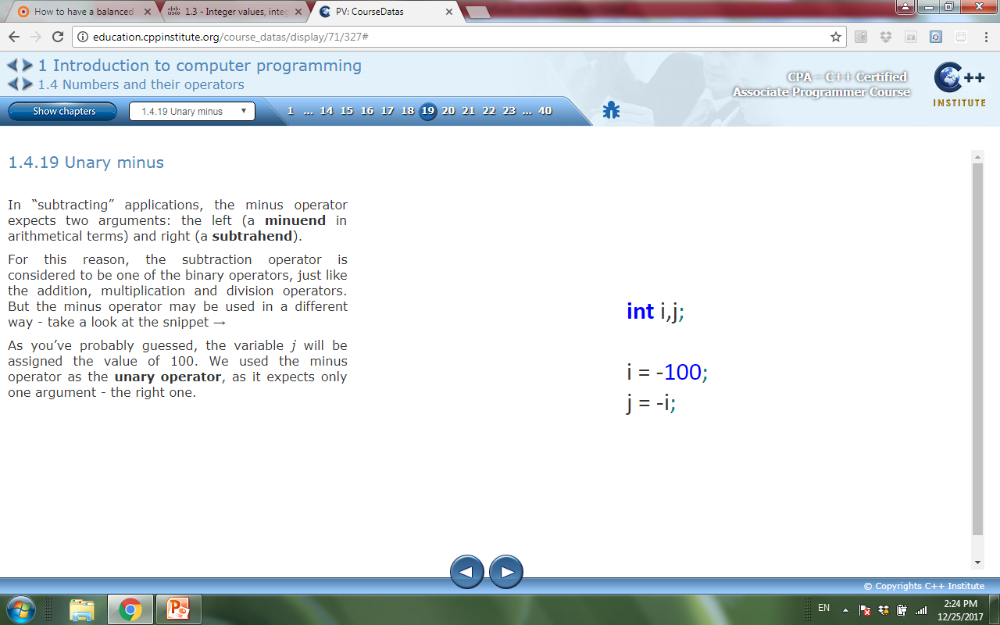 How to have a balanced
1.3 - Integer values, integ
PV: CourseDatas
education.cppinstitute.org/course_datas/display/71/327#
1 Introduction to computer programming
1.4 Numbers and their operators
CPA – C++ Certified
Associate Programmer Course
C++
INSTITUTE
Show chapters
1.4.19 Unary minus
1 ... 14 15 16 17 18 19 20 21 22 23 ... 40
1.4.19 Unary minus
In “subtracting” applications, the minus operator
expects two arguments: the left (a minuend in
arithmetical terms) and right (a subtrahend).
For this reason, the subtraction operator is
considered to be one of the binary operators, just like
the addition, multiplication and division operators.
But the minus operator may be used in a different
way - take a look at the snippet →
As you’ve probably guessed, the variable j will be
assigned the value of 100. We used the minus
operator as the unary operator, as it expects only
one argument - the right one.
int i,j;
i = -100;
j = -i;
© Copyrights C++ Institute
EN
2:24 PM
12/25/2017